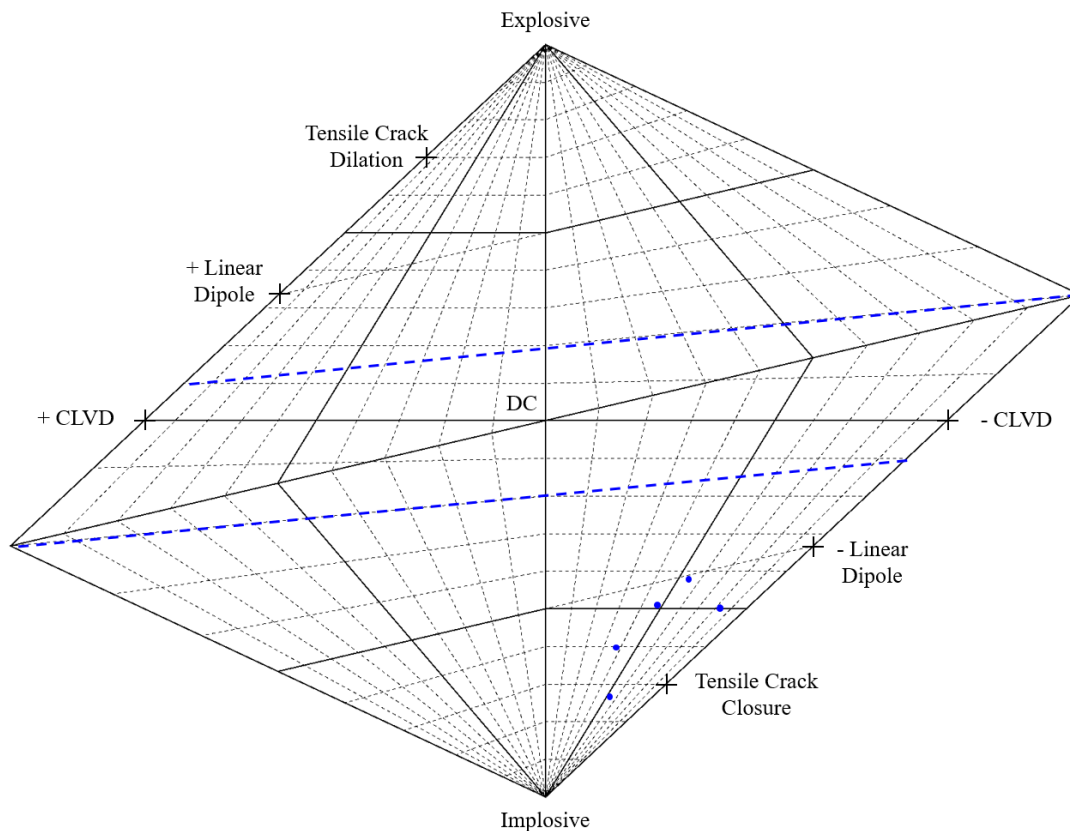 Explosive
Tensile Crack
Dilation
+ Linear
Dipole
+ CLVD
DC
- CLVD
- Linear
Dipole
Tensile Crack
Closure
Implosive